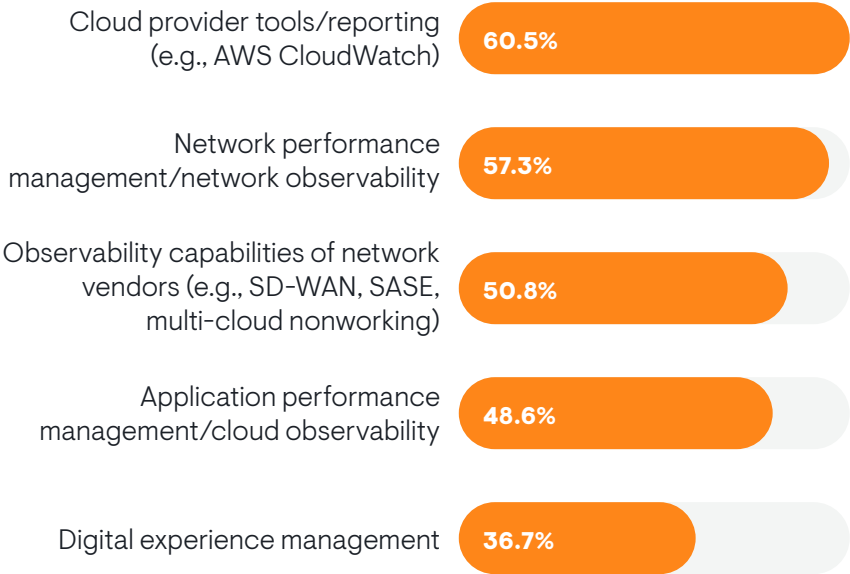 Cloud provider tools/reporting
(e.g., AWS CloudWatch)
60.5%
Network performance
management/network observability
57.3%
Observability capabilities of network
vendors (e.g., SD-WAN, SASE,
multi-cloud nonworking)
50.8%
Application performance
management/cloud observability
48.6%
Digital experience management
36.7%